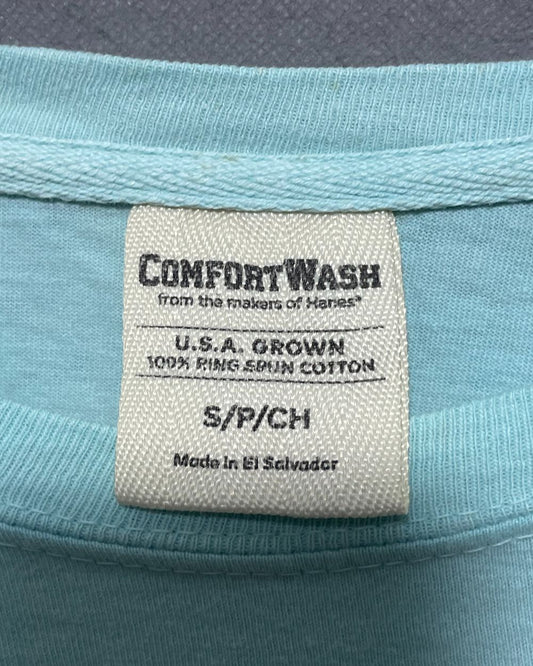 COMFORTWASH
from the makers of Hanes®
U.S.A. GROWN
100% RING SPUN COTTON
S/P/CH
Made in El Salvador